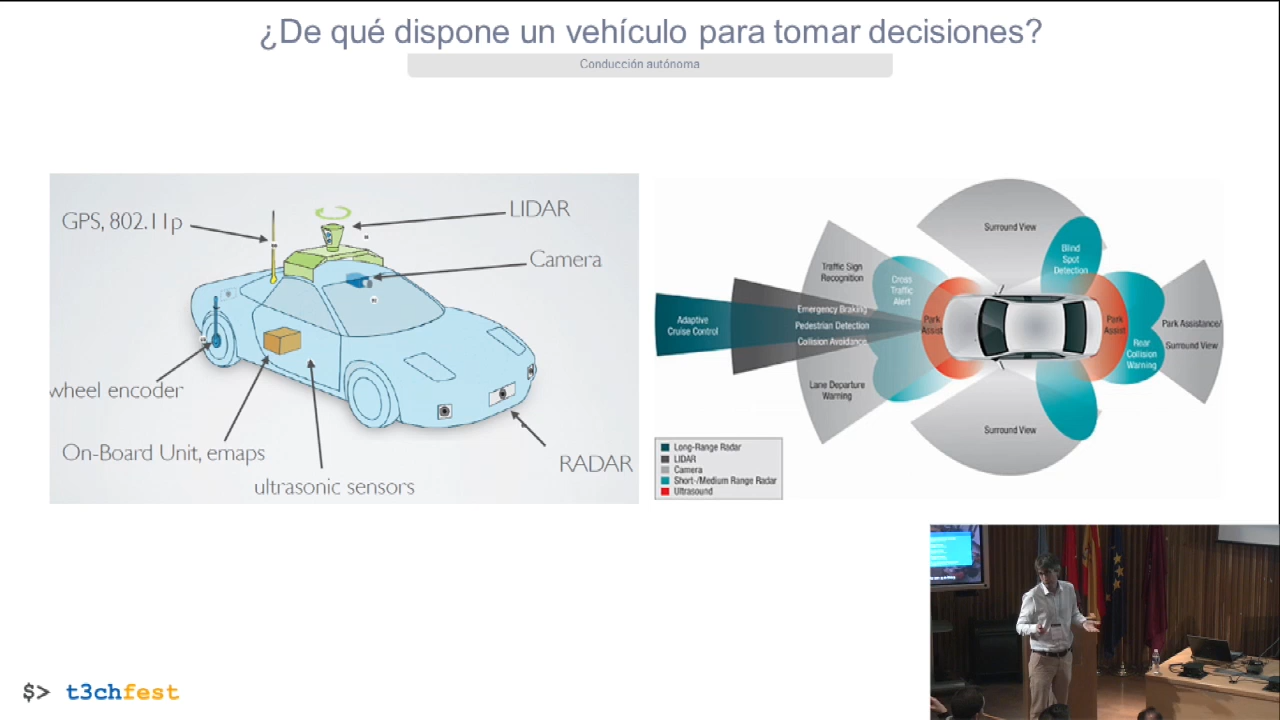 ¿De qué dispone un vehículo para tomar decisiones?
Conducción autónoma
GPS, 802.11p
LIDAR
Camera
wheel encoder
On-Board Unit, emaps
ultrasonic sensors
RADAR
Surround View
Blind
Spot
Detection
Traffic Sign
Recognition
Cross
Traffic
Alert
Emergency Braking
Pedestrian Detection
Collision Avoidance
Adaptive
Cruise Control
Park
Assist
Park
Assist
Rear
Collision
Warning
Park Assistance/
Surround View
Lane Departure
Warning
Surround View
Long-Range Radar
LIDAR
Camera
Short-/Medium Range Radar
Ultrasound
$> t3chfest